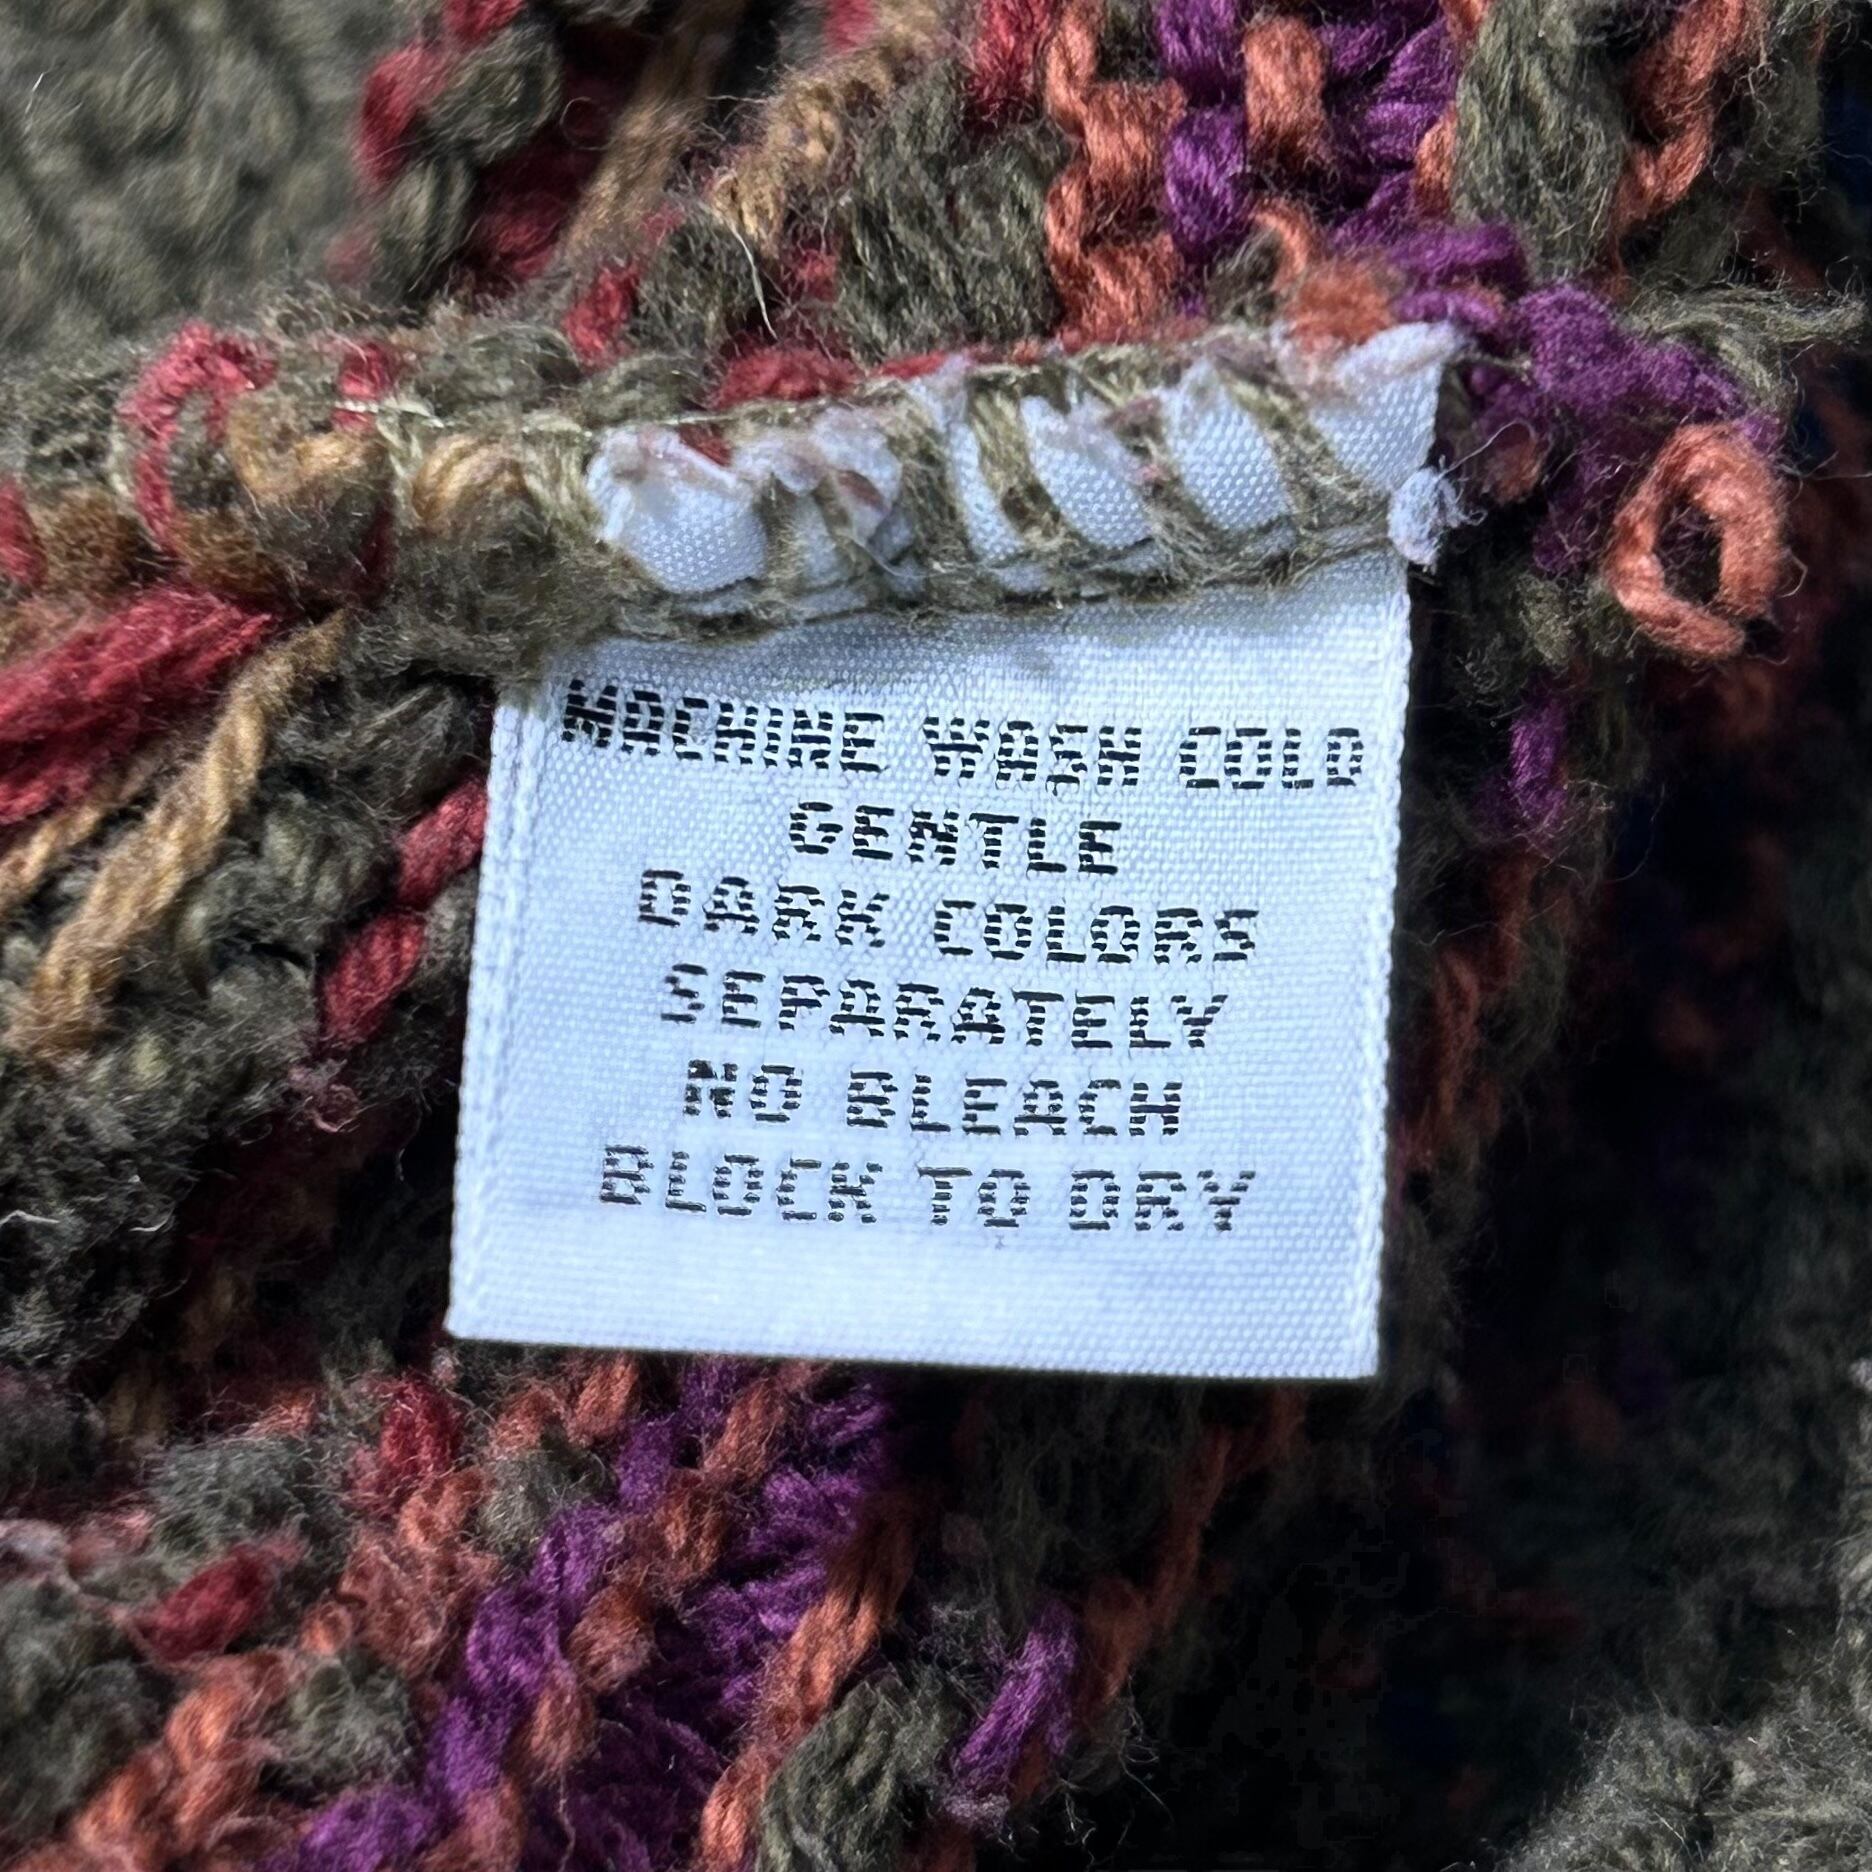 MACHINE WASH COLD
GENTLE
DARK COLORS
SEPARATELY
NO BLEACH
BLOCK TO DRY